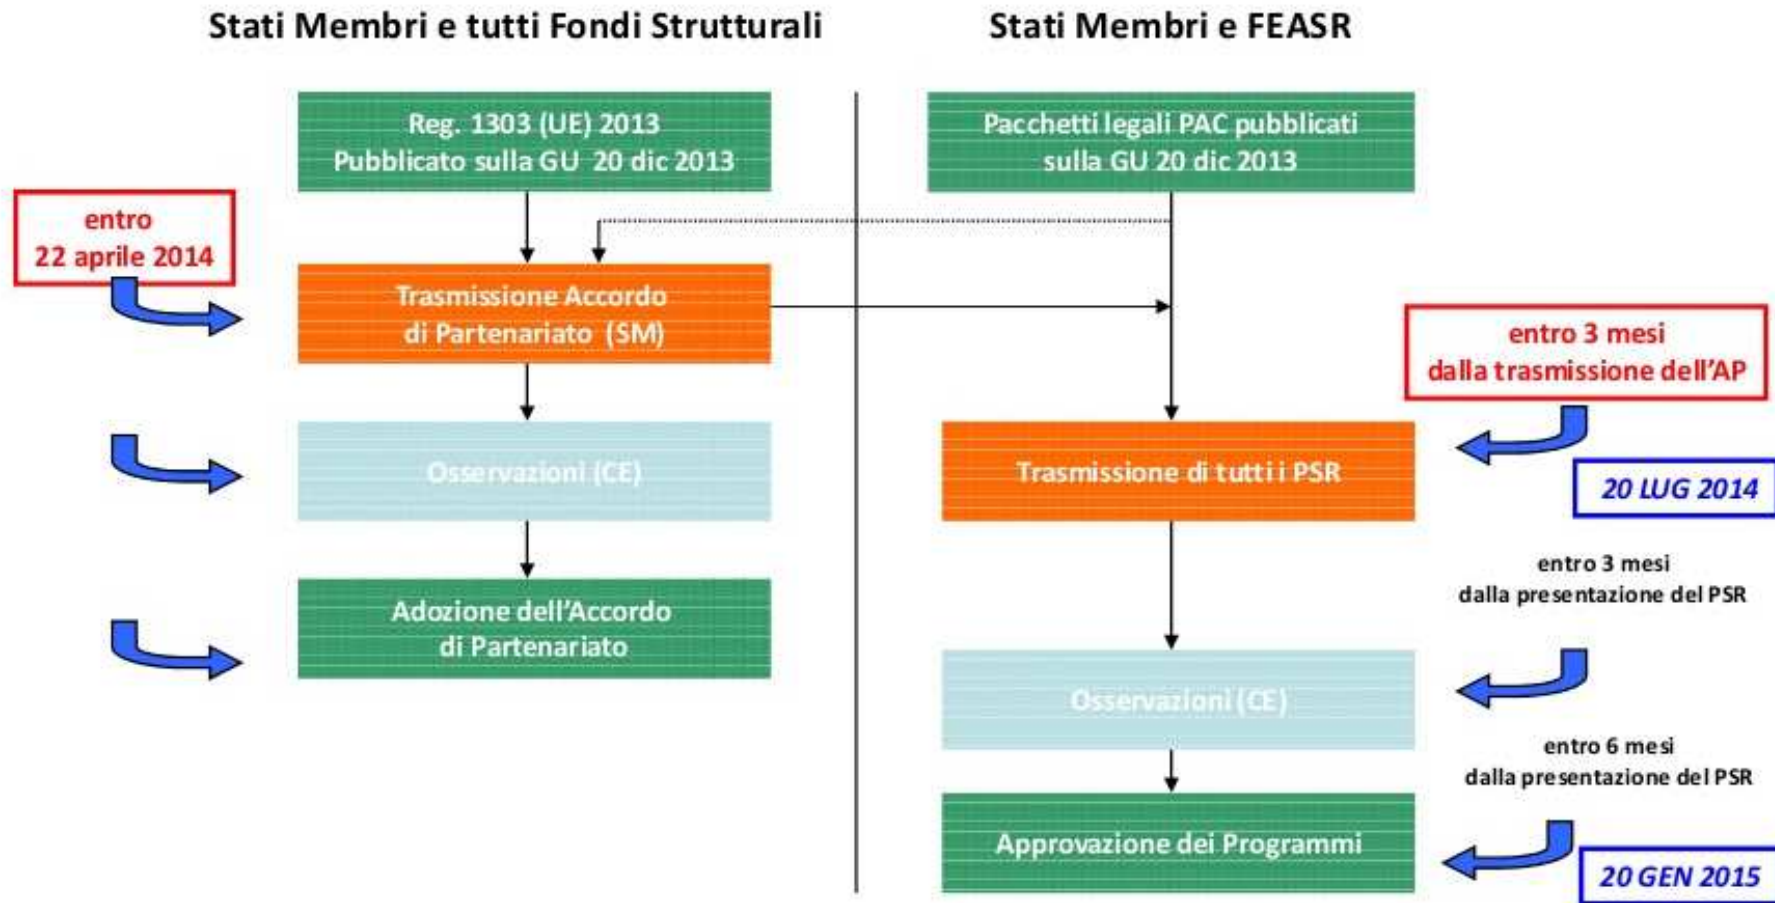 Stati Membri e tutti Fondi Strutturali
Stati Membri e FEASR
Reg. 1303 (UE) 2013
Pubblicato sulla GU 20 dic 2013
Pacchetti legali PAC pubblicati
sulla GU 20 dic 2013
entro
22 aprile 2014
Trasmissione Accordo
di Partenariato (SM)
entro 3 mesi
dalla trasmissione dell'AP
Osservazioni (CE)
Trasmissione di tutti i PSR
20 LUG 2014
entro 3 mesi
dalla presentazione del PSR
Adozione dell'Accordo
di Partenariato
Osservazioni (CE)
entro 6 mesi
dalla presentazione del PSR
Approvazione dei Programmi
20 GEN 2015